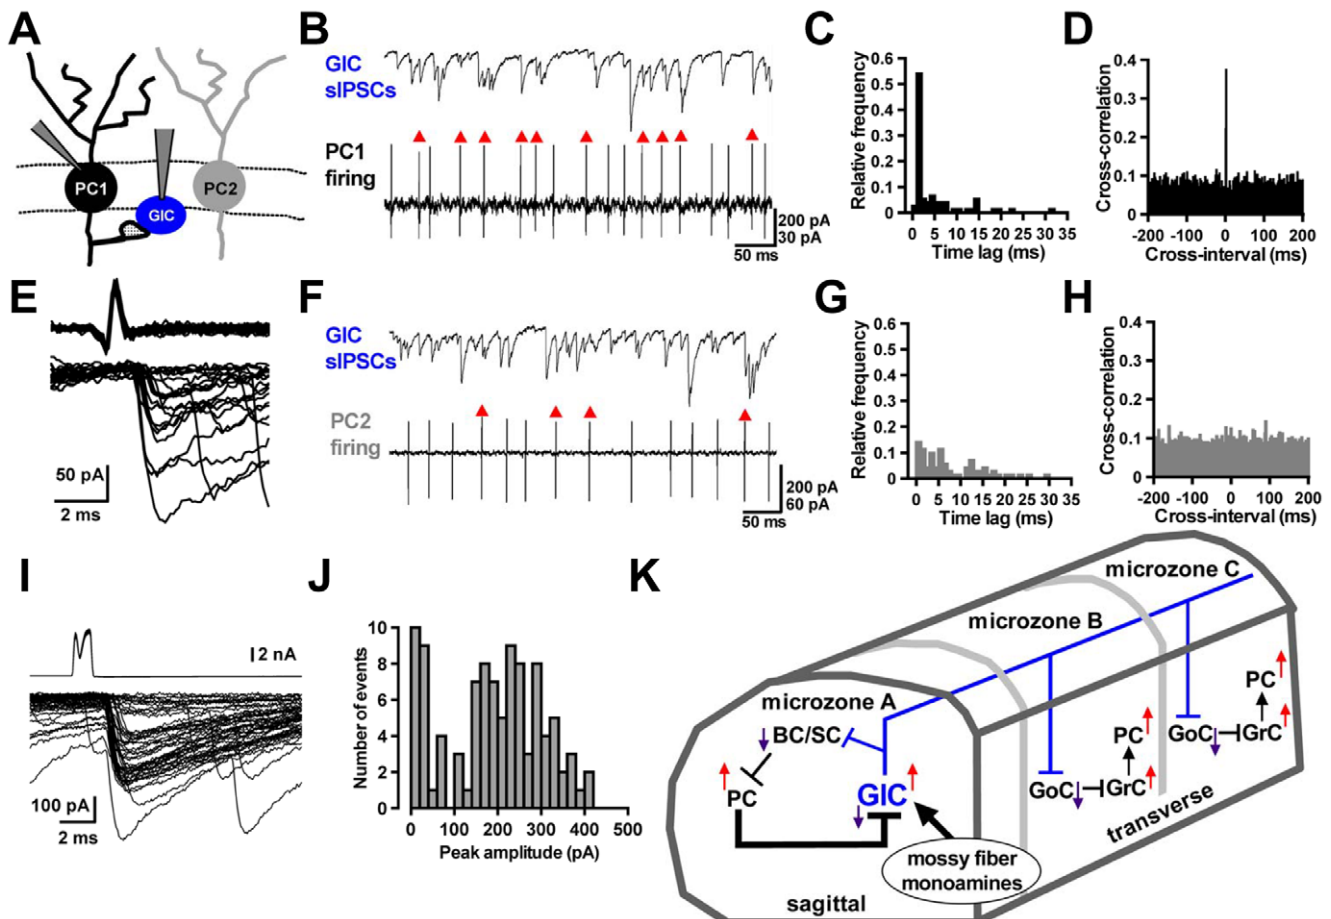 A
PC1
GlC
PC2
B
GlC
sIPSCs
PC1
firing
200 pA
30 pA
50 ms
C
Relative frequency
0.6
0.5
0.4
0.3
0.2
0.1
0
0 5 10 15 20 25 30 35
Time lag (ms)
D
Cross-correlation
0.4
0.3
0.2
0.1
0
-200 -100 0 100 200
Cross-interval (ms)
E
50 pA
2 ms
F
GlC
sIPSCs
PC2
firing
200 pA
60 pA
50 ms
G
Relative frequency
0.6
0.5
0.4
0.3
0.2
0.1
0
0 5 10 15 20 25 30 35
Time lag (ms)
H
Cross-correlation
0.4
0.3
0.2
0.1
0
-200 -100 0 100 200
Cross-interval (ms)
I
2 nA
100 pA
2 ms
J
Number of events
10
8
6
4
2
0
0 100 200 300 400 500
Peak amplitude (pA)
K
microzone C
microzone B
microzone A
BC/SC
PC
GlC
PC
GoC
GrC
PC
GoC
GrC
mossy fiber
monoamines
sagittal
transverse